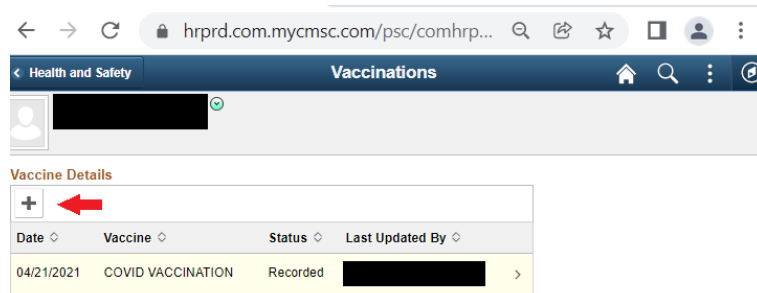 hrprd.com.mycmsc.com/psc/comhrp...
Health and Safety
Vaccinations
Vaccine Details
Date Vaccine Status Last Updated By
04/21/2021 COVID VACCINATION Recorded